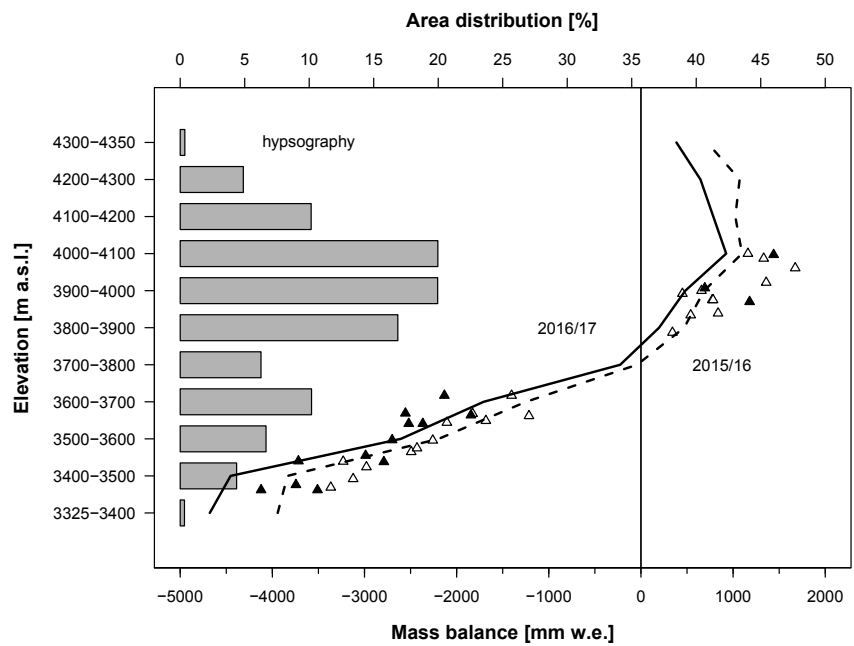 Area distribution [%]
0 5 10 15 20 25 30 35 40 45 50
4300−4350
hypsography
4200−4300
4100−4200
4000−4100
3900−4000
3800−3900
2016/17
3700−3800
2015/16
3600−3700
3500−3600
3400−3500
3325−3400
Elevation [m a.s.l.]
−5000 −4000 −3000 −2000 −1000 0 1000 2000
Mass balance [mm w.e.]